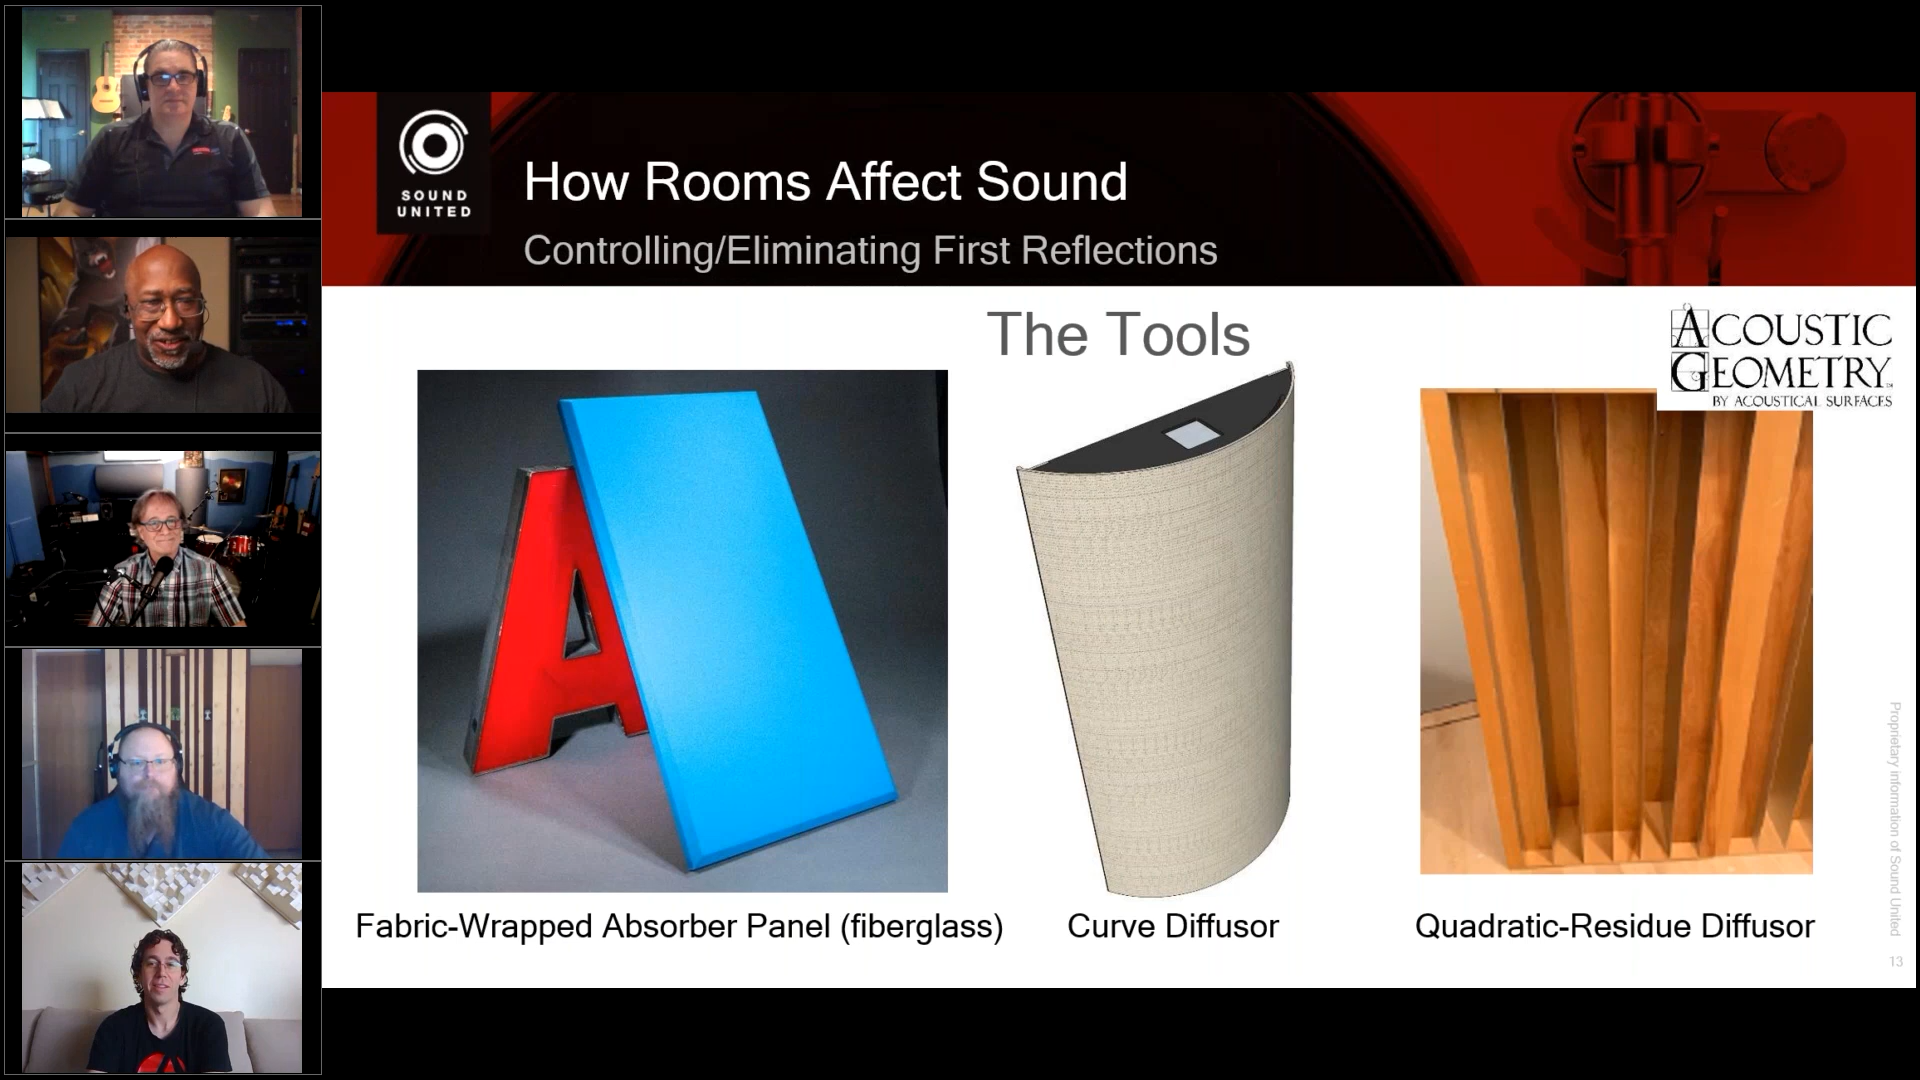 SOUND
UNITED
How Rooms Affect Sound
Controlling/Eliminating First Reflections
The Tools
ACOUSTIC
GEOMETRY
BY ACOUSTICAL SURFACES
A
Fabric-Wrapped Absorber Panel (fiberglass)
Curve Diffusor
Quadratic-Residue Diffusor
Proprietary information of Sound United
13